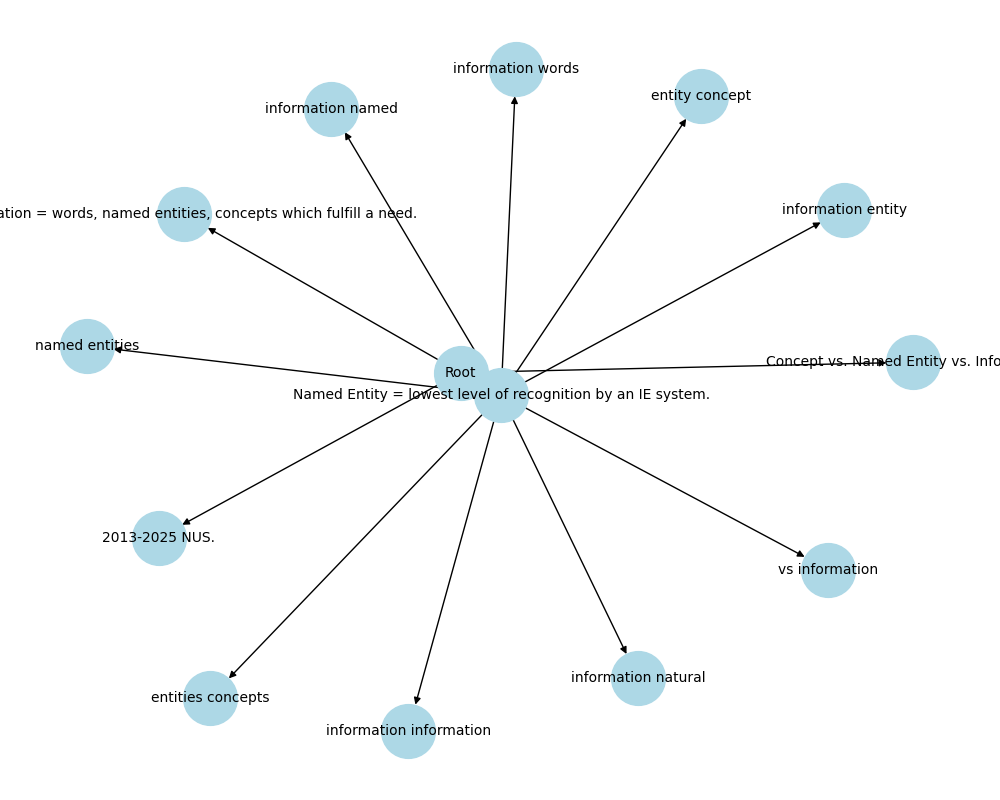 information words
entity concept
information named
information entity
ation = words, named entities, concepts which fulfill a need.
named entities
Concept vs. Named Entity vs. Info
Root
Named Entity = lowest level of recognition by an IE system.
2013-2025 NUS.
vs information
information natural
entities concepts
information information